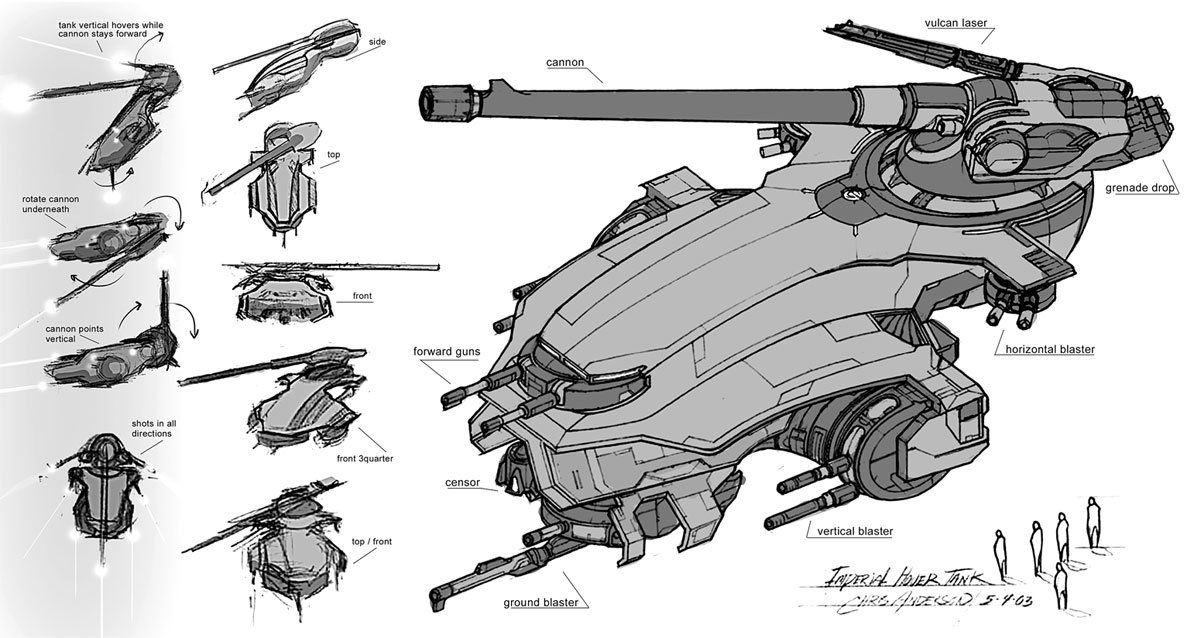 tank vertical hovers while
cannon stays forward
side
top
rotate cannon
underneath
front
cannon points
vertical
front 3quarter
shots in all
directions
top / front
vulcan laser
cannon
grenade drop
horizontal blaster
forward guns
censor
vertical blaster
ground blaster
IMPERIAL HOVER TANK
CHRIS ANDERSON 5-4-03